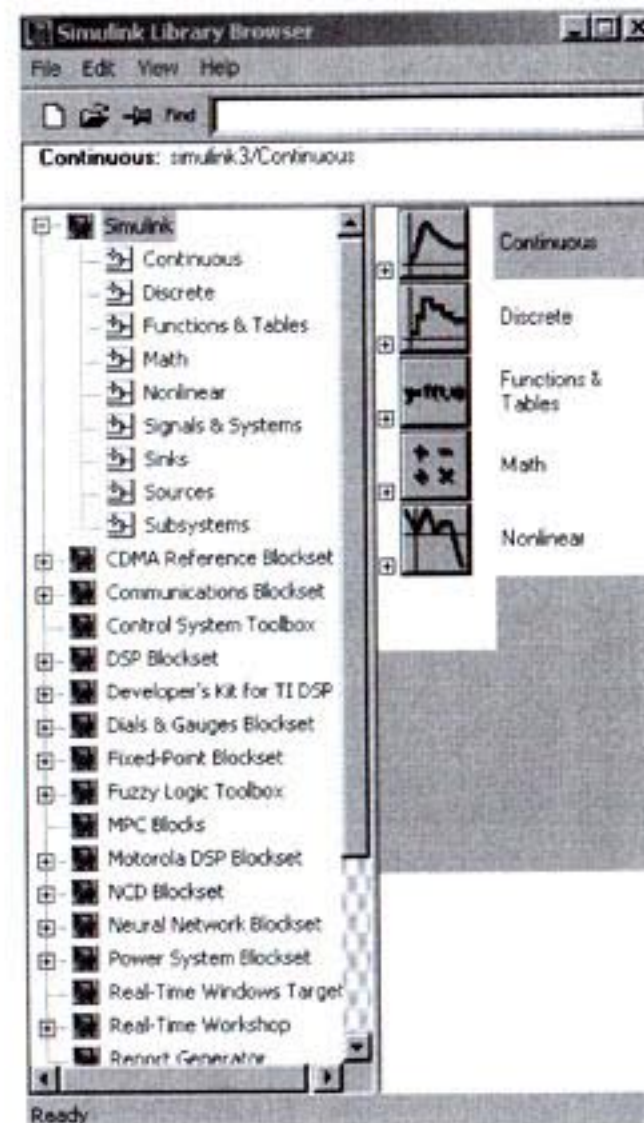 Simulink Library Browser
File Edit View Help
Find
Continuous: simulink3/Continuous
Simulink
Continuous
Discrete
Functions & Tables
Math
Nonlinear
Signals & Systems
Sinks
Sources
Subsystems
CDMA Reference Blockset
Communications Blockset
Control System Toolbox
DSP Blockset
Developer's Kit for TI DSP
Dials & Gauges Blockset
Fixed-Point Blockset
Fuzzy Logic Toolbox
MPC Blocks
Motorola DSP Blockset
NCD Blockset
Neural Network Blockset
Power System Blockset
Real-Time Windows Target
Real-Time Workshop
Report Generator
Continuous
Discrete
Functions &
Tables
Math
Nonlinear
Ready